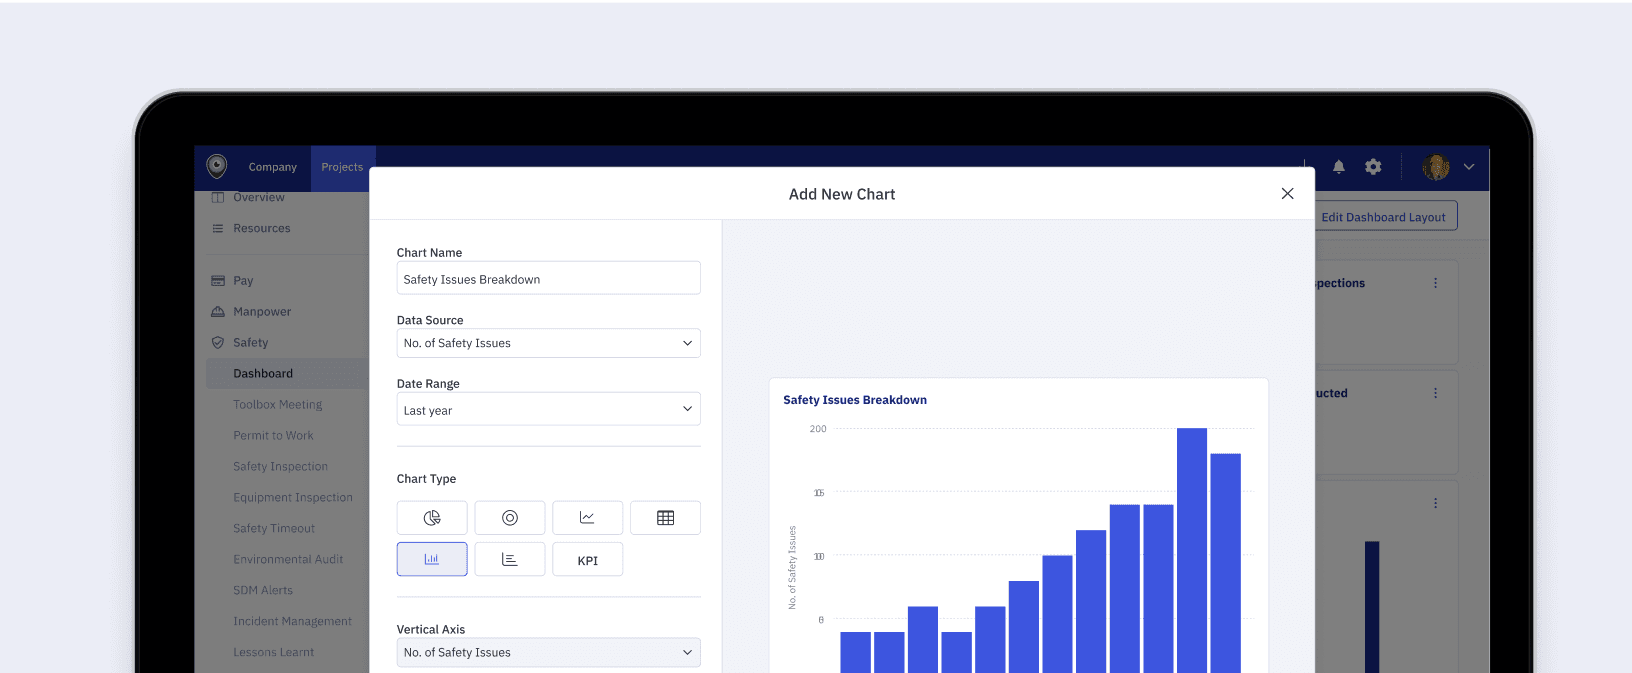 Company
Projects
Add New Chart
Overview
Resources
Pay
Manpower
Safety
Dashboard
Toolbox Meeting
Permit to Work
Safety Inspection
Equipment Inspection
Safety Timeout
Environmental Audit
SDM Alerts
Incident Management
Lessons Learnt
Chart Name
Safety Issues Breakdown
Data Source
No. of Safety Issues
Date Range
Last year
Chart Type
KPI
Vertical Axis
No. of Safety Issues
Safety Issues Breakdown
200
No. of Safety Issues
Edit Dashboard Layout
pections
ucted